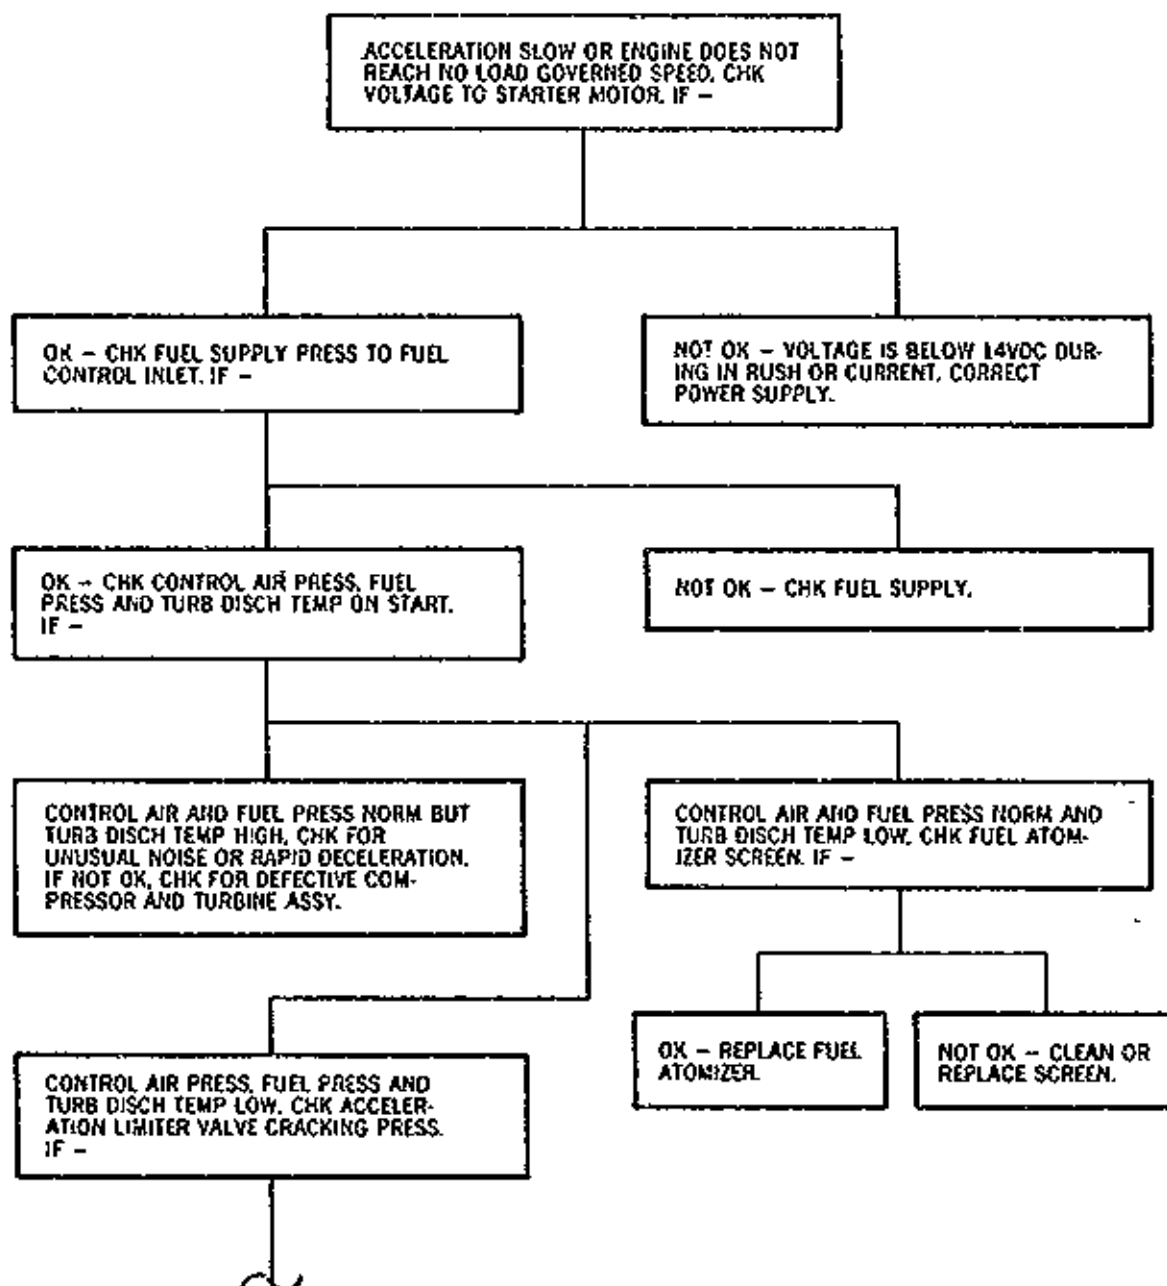 ACCELERATION SLOW OR ENGINE DOES NOT
REACH NO LOAD GOVERNED SPEED, CHK
VOLTAGE TO STARTER MOTOR. IF –
OK – CHK FUEL SUPPLY PRESS TO FUEL
CONTROL INLET. IF –
NOT OK – VOLTAGE IS BELOW 14VDC DUR-
ING IN RUSH OR CURRENT, CORRECT
POWER SUPPLY.
OK – CHK CONTROL AIR PRESS, FUEL
PRESS AND TURB DISCH TEMP ON START.
IF –
NOT OK – CHK FUEL SUPPLY.
CONTROL AIR AND FUEL PRESS NORM BUT
TURB DISCH TEMP HIGH, CHK FOR
UNUSUAL NOISE OR RAPID DECELERATION.
IF NOT OK, CHK FOR DEFECTIVE COM-
PRESSOR AND TURBINE ASSY.
CONTROL AIR AND FUEL PRESS NORM AND
TURB DISCH TEMP LOW, CHK FUEL ATOM-
IZER SCREEN. IF –
OK – REPLACE FUEL
ATOMIZER.
NOT OK – CLEAN OR
REPLACE SCREEN.
CONTROL AIR PRESS, FUEL PRESS AND
TURB DISCH TEMP LOW, CHK ACCELER-
ATION LIMITER VALVE CRACKING PRESS.
IF –